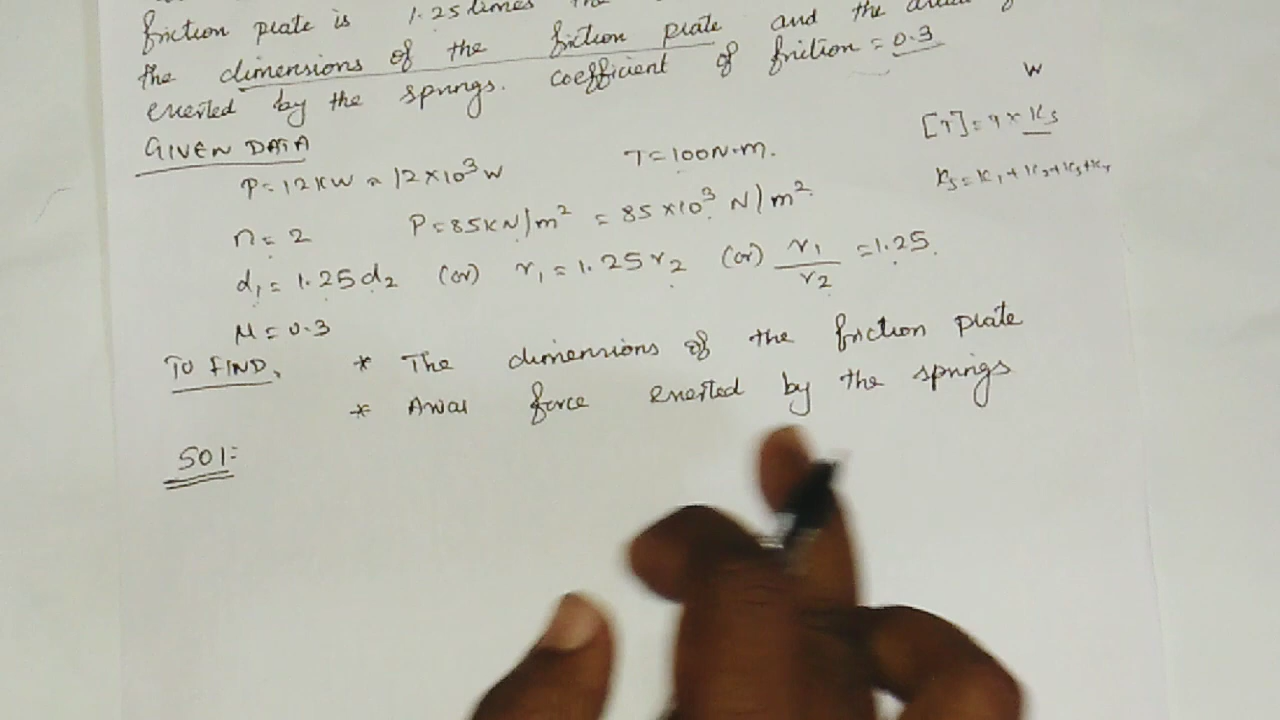 friction plate is 1.25 times the
the dimensions of the friction plate and the
exerted by the springs. coefficient of friction = 0.3
W
GIVEN DATA
[T] = T × Ks
P = 12 KW = 12 × 10³ W T = 100 N.m.
Ks = K1 + K2 + K3 + K4
n = 2 P = 85 KN/m² = 85 × 10³ N/m²
d1 = 1.25 d2 (or) r1 = 1.25 r2 (or) r1/r2 = 1.25.
μ = 0.3
TO FIND, * The dimensions of the friction plate
* Axial force exerted by the springs
SOl: